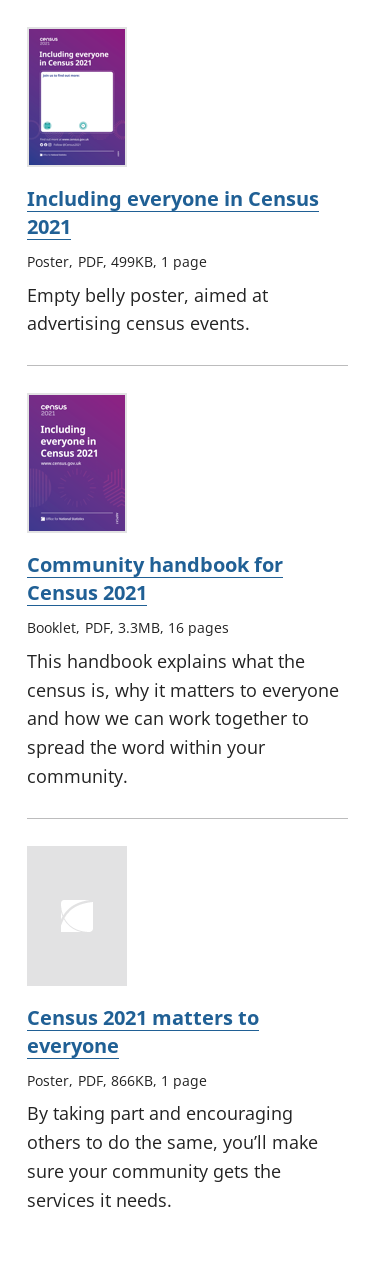 census
2021
Including everyone
in Census 2021
Join us to find out more:
Including everyone in Census
2021
Poster, PDF, 499KB, 1 page
Empty belly poster, aimed at
advertising census events.
census
2021
Including
everyone in
Census 2021
www.census.gov.uk
Office for National Statistics
Community handbook for
Census 2021
Booklet, PDF, 3.3MB, 16 pages
This handbook explains what the
census is, why it matters to everyone
and how we can work together to
spread the word within your
community.
Census 2021 matters to
everyone
Poster, PDF, 866KB, 1 page
By taking part and encouraging
others to do the same, you’ll make
sure your community gets the
services it needs.